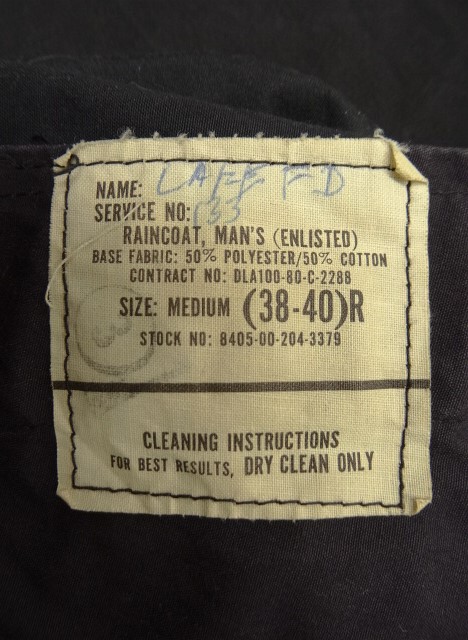 NAME: LAFE FD
SERVICE NO: 133
RAINCOAT, MAN'S (ENLISTED)
BASE FABRIC: 50% POLYESTER/50% COTTON
CONTRACT NO: DLA100-80-C-2288
SIZE: MEDIUM (38-40)R
STOCK NO: 8405-00-204-3379
CLEANING INSTRUCTIONS
FOR BEST RESULTS, DRY CLEAN ONLY